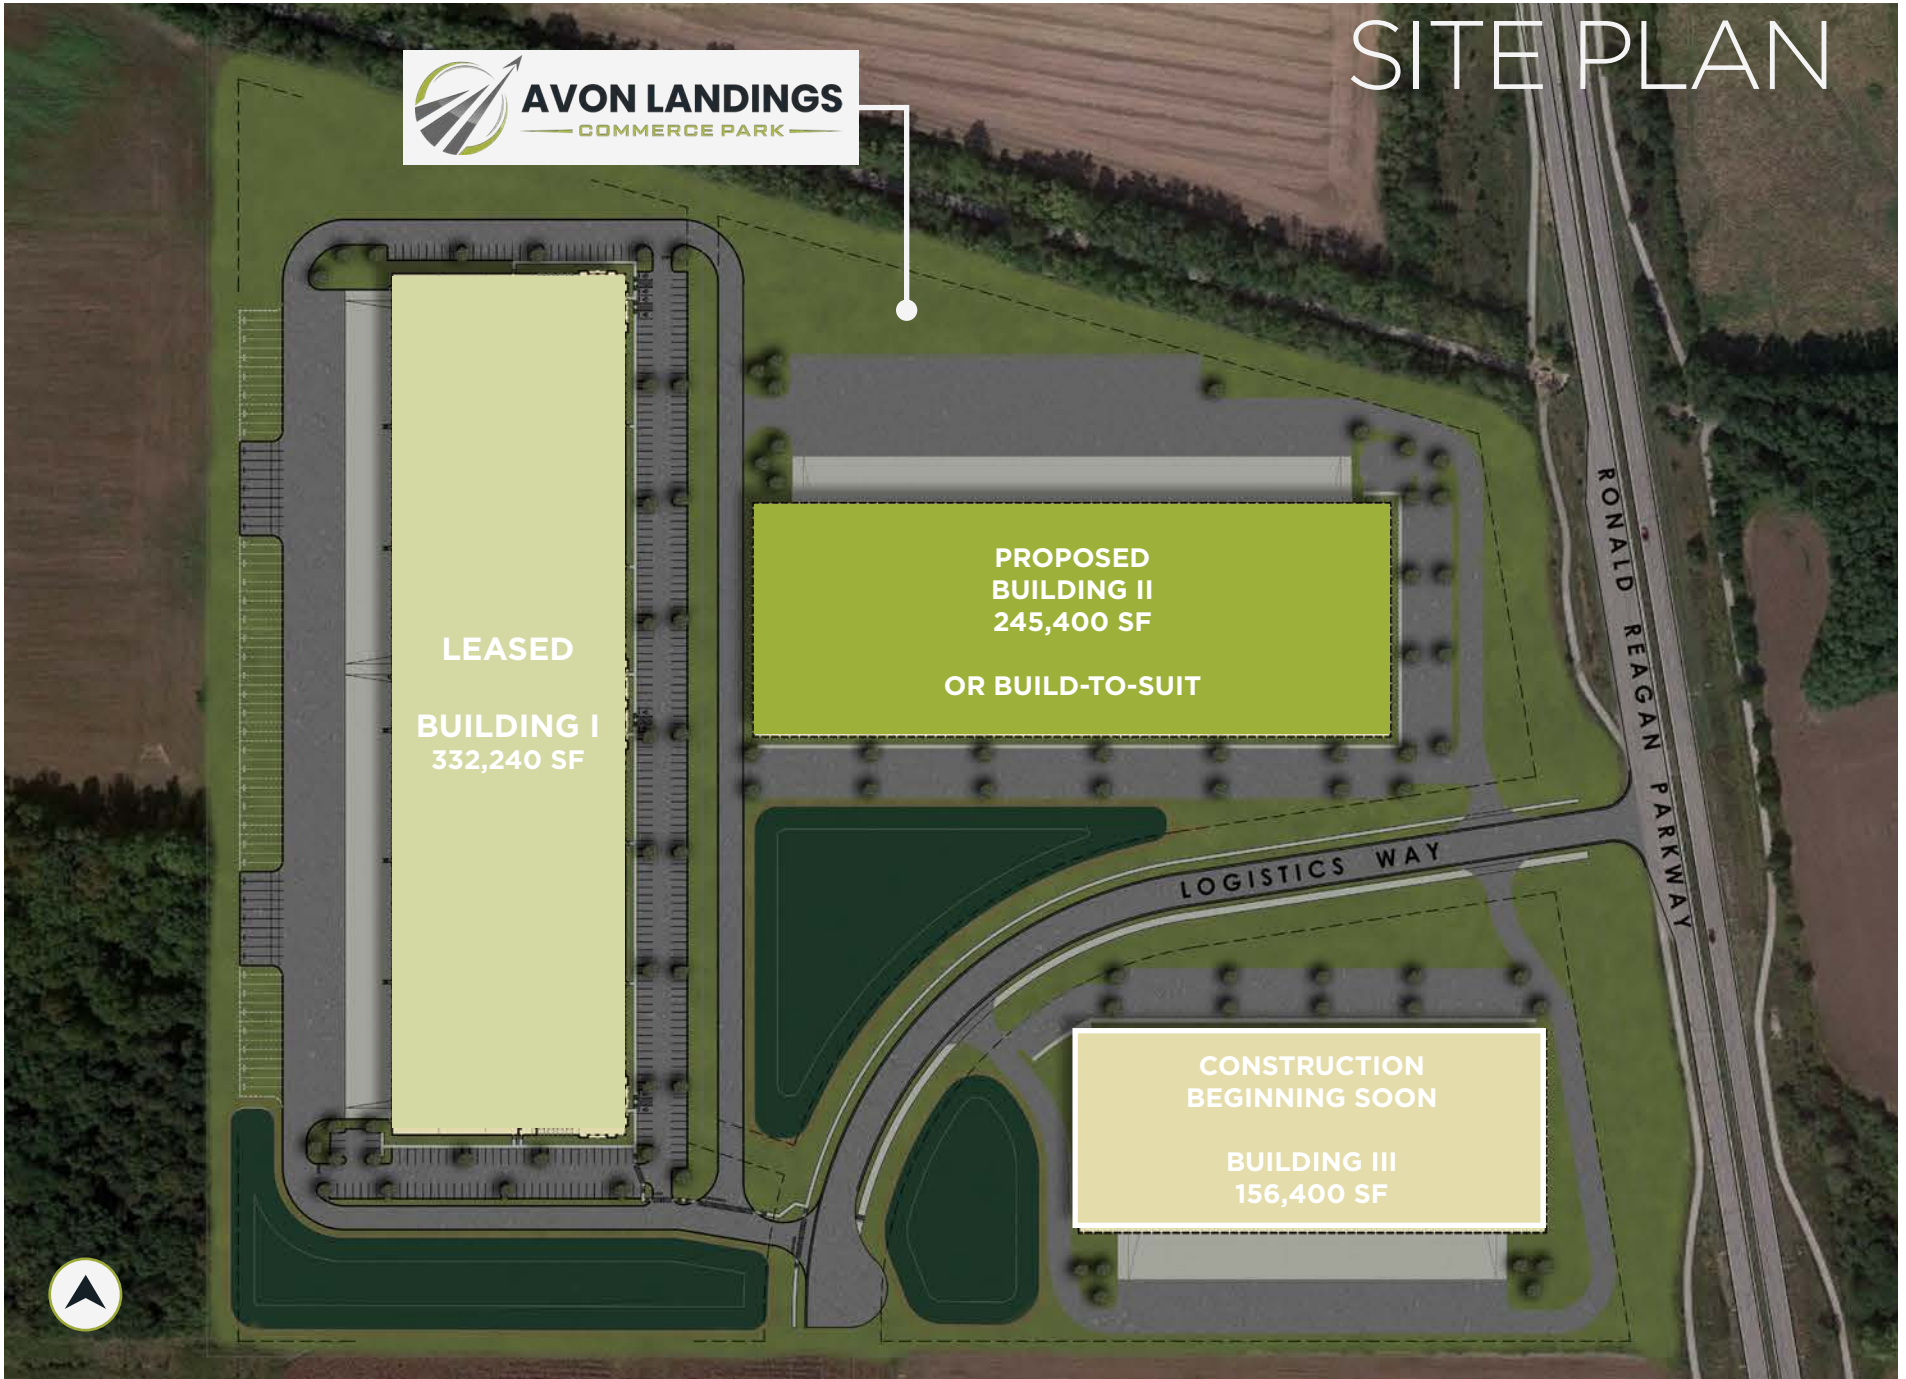 SITE PLAN
AVON LANDINGS
COMMERCE PARK
LEASED
BUILDING I
332,240 SF
PROPOSED
BUILDING II
245,400 SF
OR BUILD-TO-SUIT
RONALD REAGAN PARKWAY
LOGISTICS WAY
CONSTRUCTION
BEGINNING SOON
BUILDING III
156,400 SF